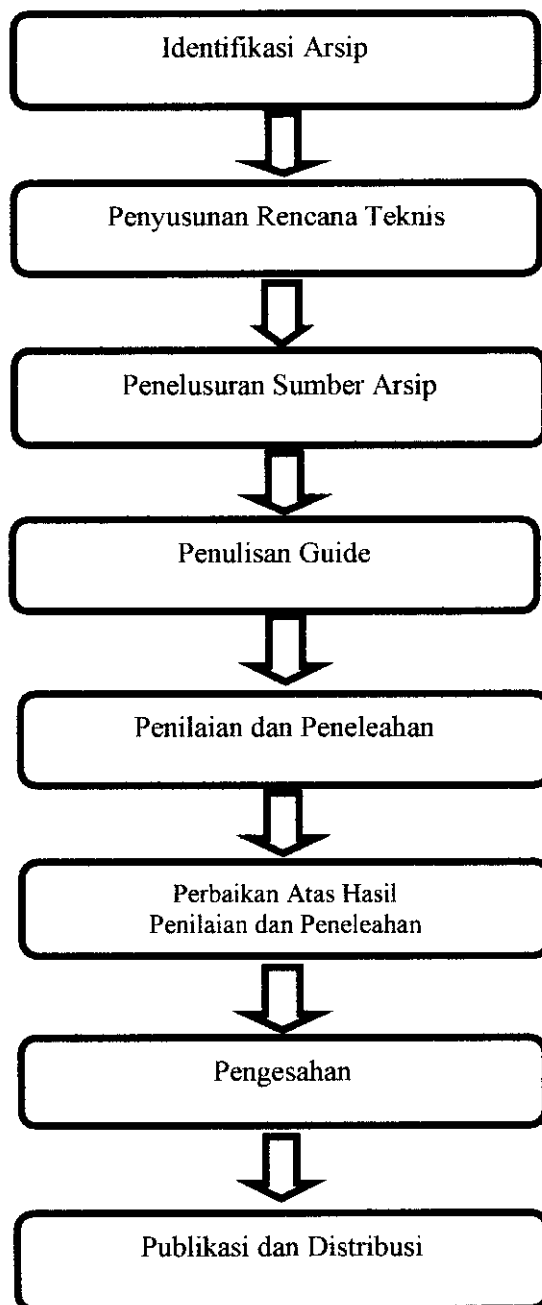 Identifikasi Arsip
Penyusunan Rencana Teknis
Penelusuran Sumber Arsip
Penulisan Guide
Penilaian dan Peneleahan
Perbaikan Atas Hasil
Penilaian dan Peneleahan
Pengesahan
Publikasi dan Distribusi